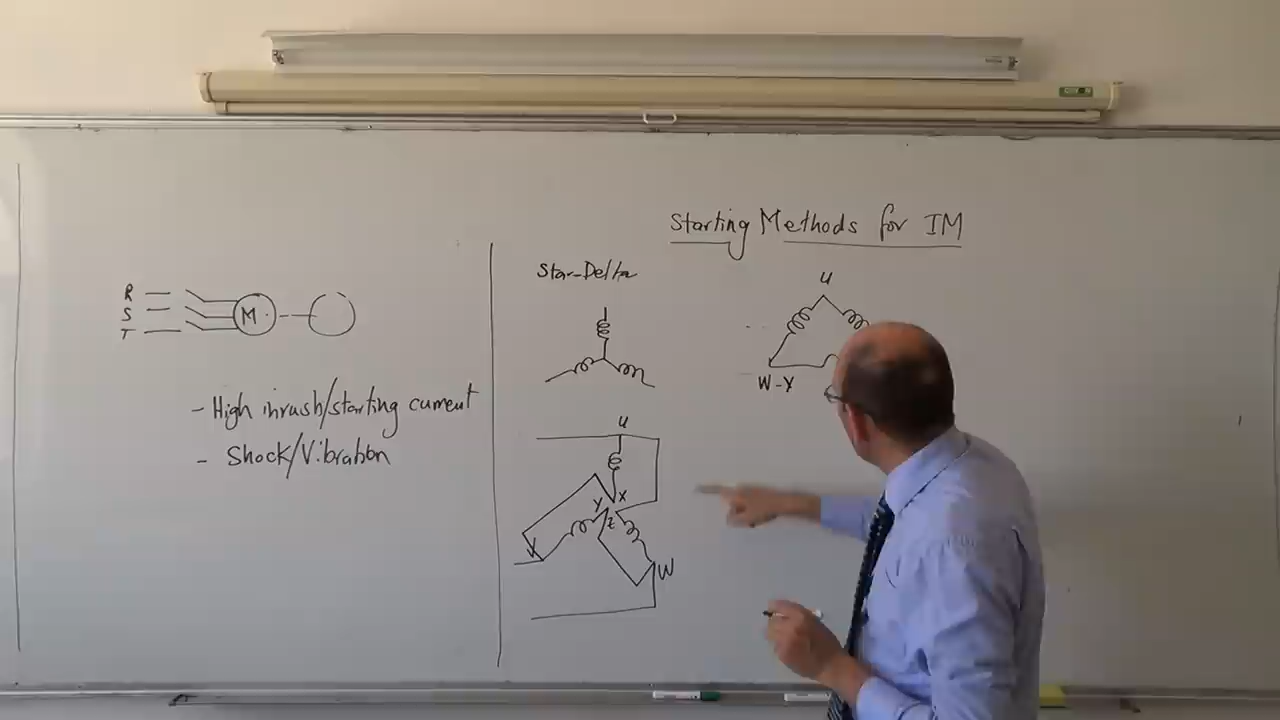 Starting Methods for IM
R
S
T
M
- High inrush/starting current
- Shock/Vibration
Star-Delta
U
X
Y
Z
V
W
U
W-Y